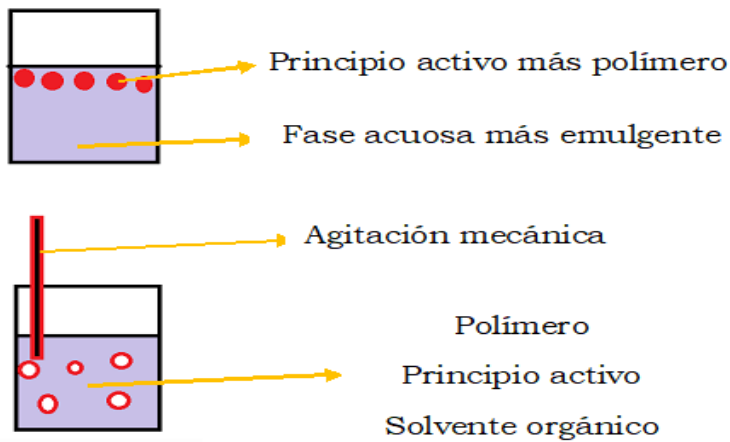 Principio activo más polímero
Fase acuosa más emulgente
Agitación mecánica
Polímero
Principio activo
Solvente orgánico